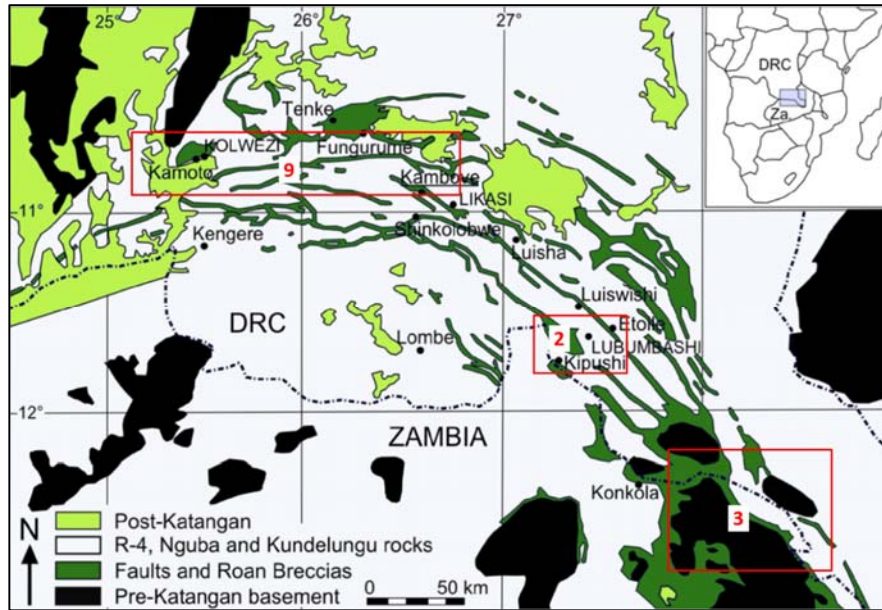 25°
26°
27°
DRC
Za.
Tenke
KOLWEZI
Fungurume
Kamoto
9
Kambove
LIKASI
11°
Shinkolobwe
Kengere
Luisha
DRC
Luiswishi
Etoile
2
LUBUMBASHI
Lombe
Kipushi
12°
ZAMBIA
Konkola
3
N
Post-Katangan
R-4, Nguba and Kundelungu rocks
Faults and Roan Breccias
Pre-Katangan basement
0 50 km